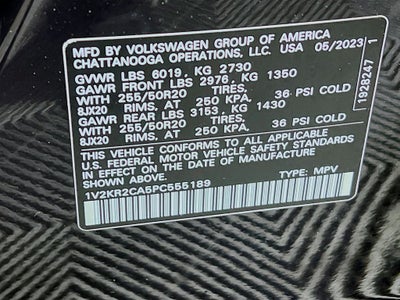 MFD BY VOLKSWAGEN GROUP OF AMERICA
CHATTANOOGA OPERATIONS, LLC. USA 05/2023
GVWR LBS 6019, KG 2730
GAWR FRONT LBS 2976, KG 1350
WITH 255/50R20 TIRES,
8JX20 RIMS, AT 250 KPA/ 36 PSI COLD
GAWR REAR LBS 3153, KG 1430
WITH 255/50R20 TIRES,
8JX20 RIMS, AT 250 KPA/ 36 PSI COLD
THIS VEHICLE CONFORMS TO ALL APPLICABLE
U.S. FEDERAL MOTOR VEHICLE SAFETY STANDARDS
IN EFFECT ON DATE OF MANUFACTURE
1V2KR2CA5PC555189 TYPE: MPV
1928247 1